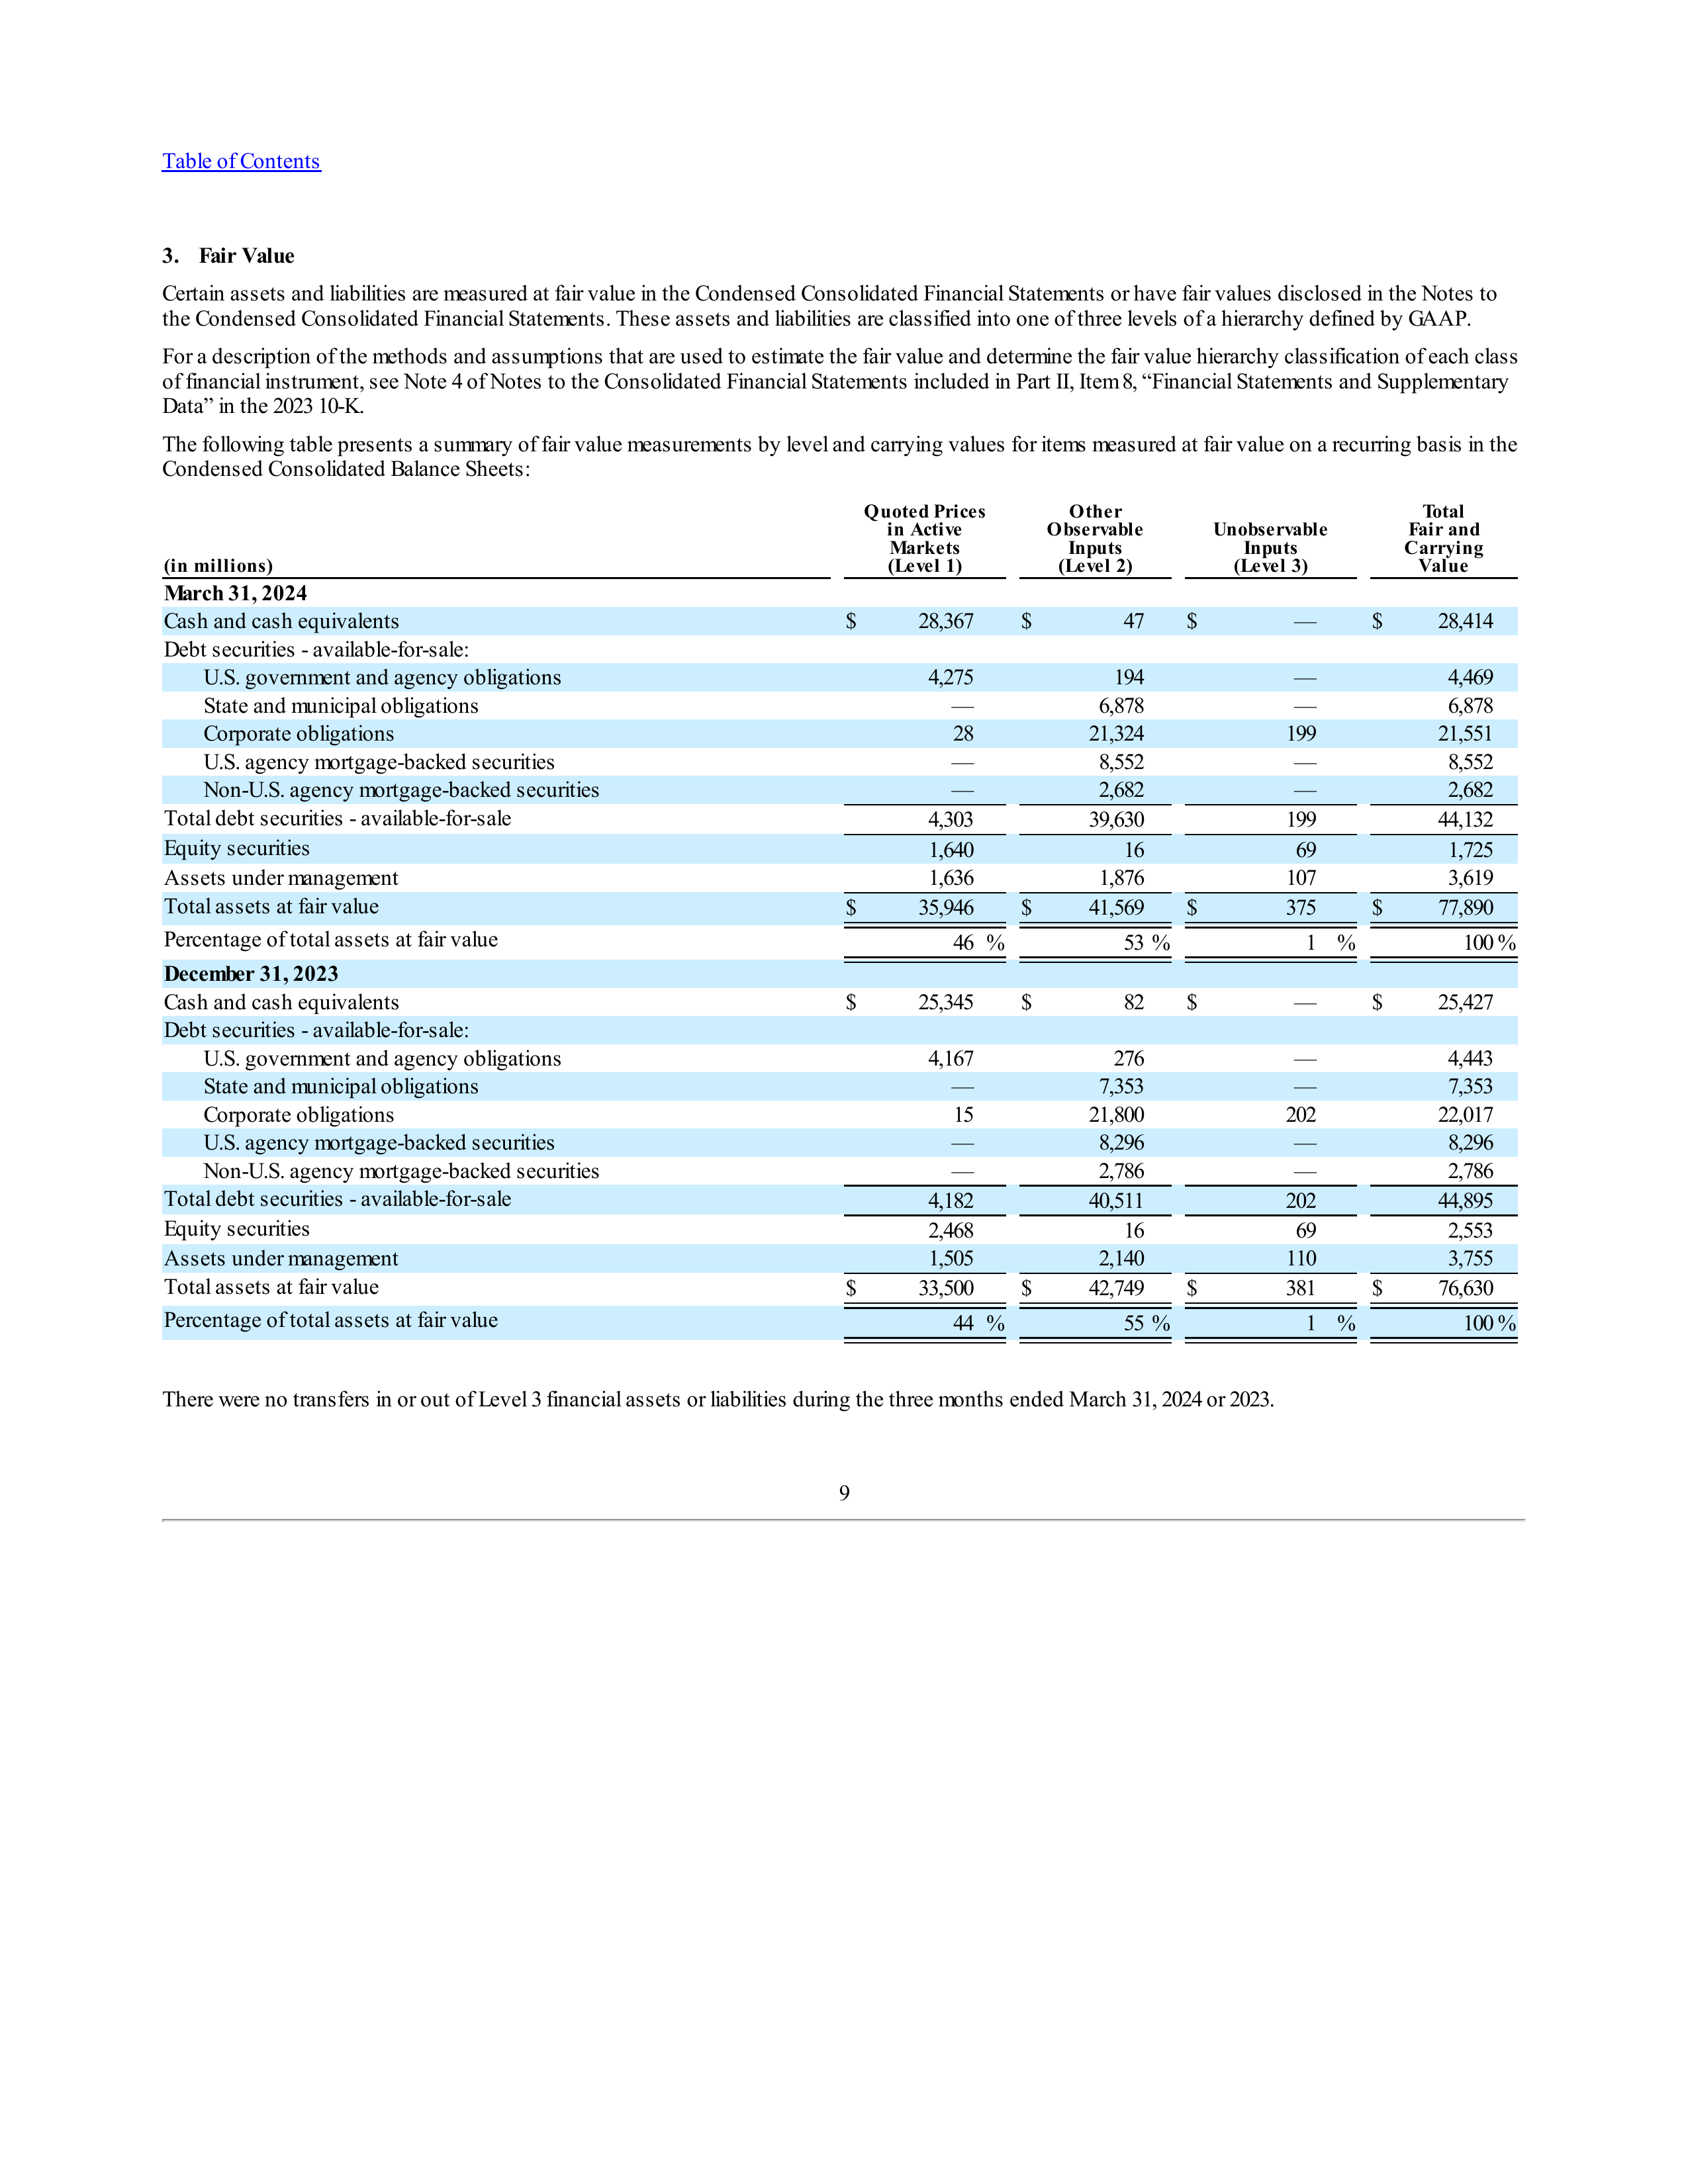 Table of Contents
3. Fair Value
Certain assets and liabilities are measured at fair value in the Condensed Consolidated Financial Statements or have fair values disclosed in the Notes to
the Condensed Consolidated Financial Statements. These assets and liabilities are classified into one of three levels of a hierarchy defined by GAAP.
For a description of the methods and assumptions that are used to estimate the fair value and determine the fair value hierarchy classification of each class
of financial instrument, see Note 4 of Notes to the Consolidated Financial Statements included in Part II, Item 8, “Financial Statements and Supplementary
Data” in the 2023 10-K.
The following table presents a summary of fair value measurements by level and carrying values for items measured at fair value on a recurring basis in the
Condensed Consolidated Balance Sheets:
(in millions) Quoted Prices in Active Markets (Level 1) Other Observable Inputs (Level 2) Unobservable Inputs (Level 3) Total Fair and Carrying Value
March 31, 2024
Cash and cash equivalents $ 28,367 $ 47 $ — $ 28,414
Debt securities - available-for-sale:
U.S. government and agency obligations 4,275 194 — 4,469
State and municipal obligations — 6,878 — 6,878
Corporate obligations 28 21,324 199 21,551
U.S. agency mortgage-backed securities — 8,552 — 8,552
Non-U.S. agency mortgage-backed securities — 2,682 — 2,682
Total debt securities - available-for-sale 4,303 39,630 199 44,132
Equity securities 1,640 16 69 1,725
Assets under management 1,636 1,876 107 3,619
Total assets at fair value $ 35,946 $ 41,569 $ 375 $ 77,890
Percentage of total assets at fair value 46 % 53 % 1 % 100 %
December 31, 2023
Cash and cash equivalents $ 25,345 $ 82 $ — $ 25,427
Debt securities - available-for-sale:
U.S. government and agency obligations 4,167 276 — 4,443
State and municipal obligations — 7,353 — 7,353
Corporate obligations 15 21,800 202 22,017
U.S. agency mortgage-backed securities — 8,296 — 8,296
Non-U.S. agency mortgage-backed securities — 2,786 — 2,786
Total debt securities - available-for-sale 4,182 40,511 202 44,895
Equity securities 2,468 16 69 2,553
Assets under management 1,505 2,140 110 3,755
Total assets at fair value $ 33,500 $ 42,749 $ 381 $ 76,630
Percentage of total assets at fair value 44 % 55 % 1 % 100 %
There were no transfers in or out of Level 3 financial assets or liabilities during the three months ended March 31, 2024 or 2023.
9